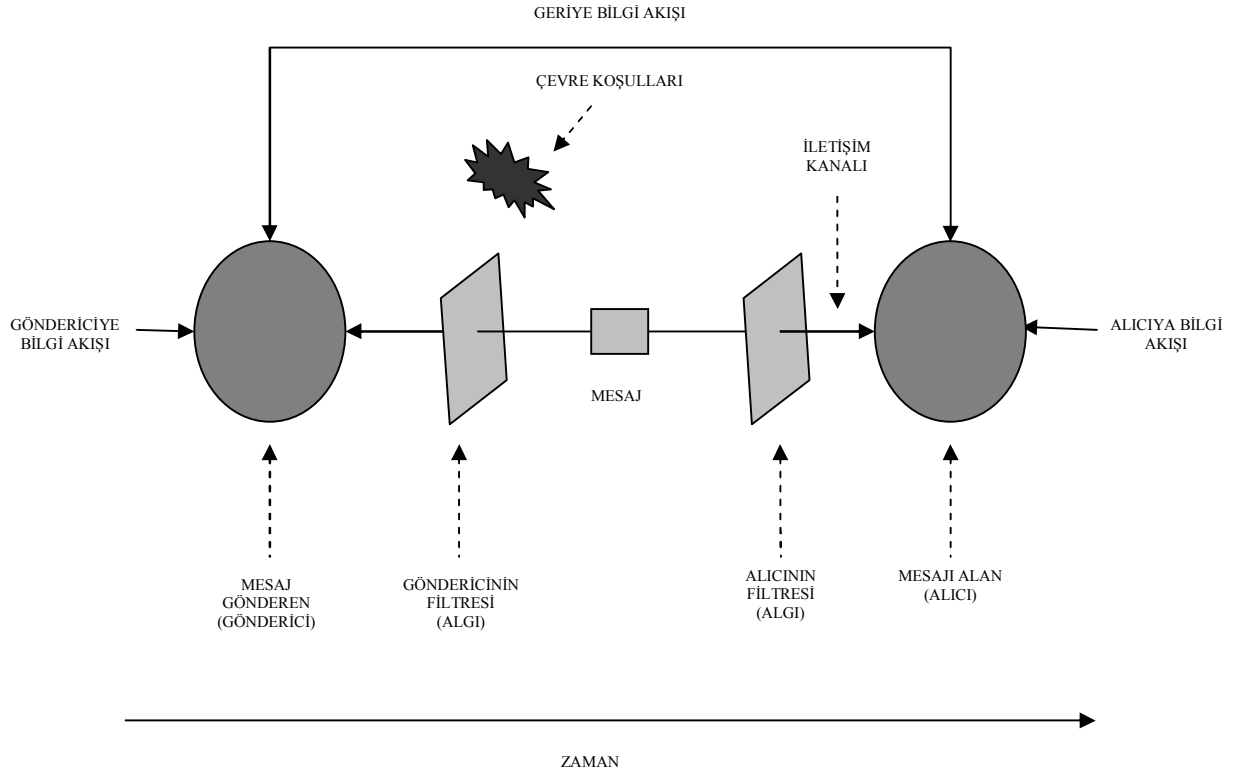 GERİYE BİLGİ AKIŞI
ÇEVRE KOŞULLARI
İLETİŞİM
KANALI
GÖNDERİCİYE
BİLGİ AKIŞI
MESAJ
ALICIYA BİLGİ
AKIŞI
MESAJ
GÖNDEREN
(GÖNDERİCİ)
GÖNDERİCİNİN
FİLTRESİ
(ALGI)
ALICININ
FİLTRESİ
(ALGI)
MESAJI ALAN
(ALICI)
ZAMAN